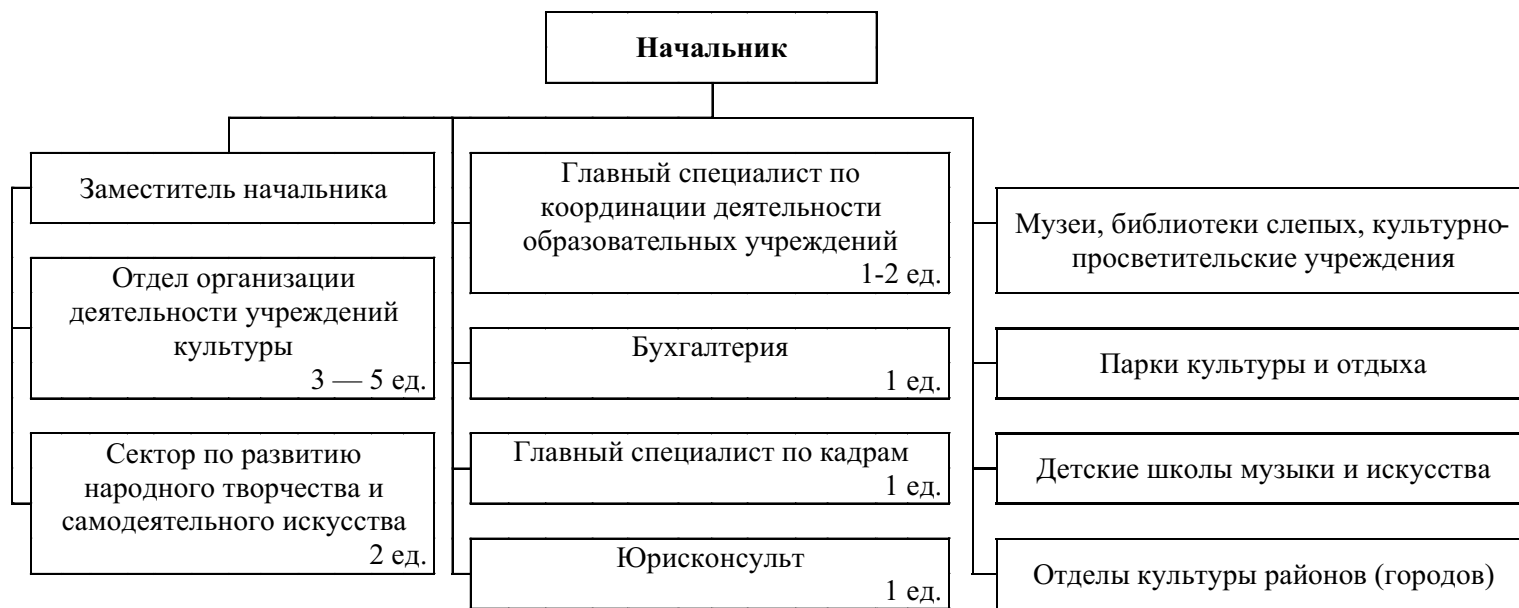 Начальник
Заместитель начальника
Отдел организации
деятельности учреждений
культуры
3 — 5 ед.
Сектор по развитию
народного творчества и
самодеятельного искусства
2 ед.
Главный специалист по
координации деятельности
образовательных учреждений
1-2 ед.
Бухгалтерия
1 ед.
Главный специалист по кадрам
1 ед.
Юрисконсульт
1 ед.
Музеи, библиотеки слепых, культурно-
просветительские учреждения
Парки культуры и отдыха
Детские школы музыки и искусства
Отделы культуры районов (городов)